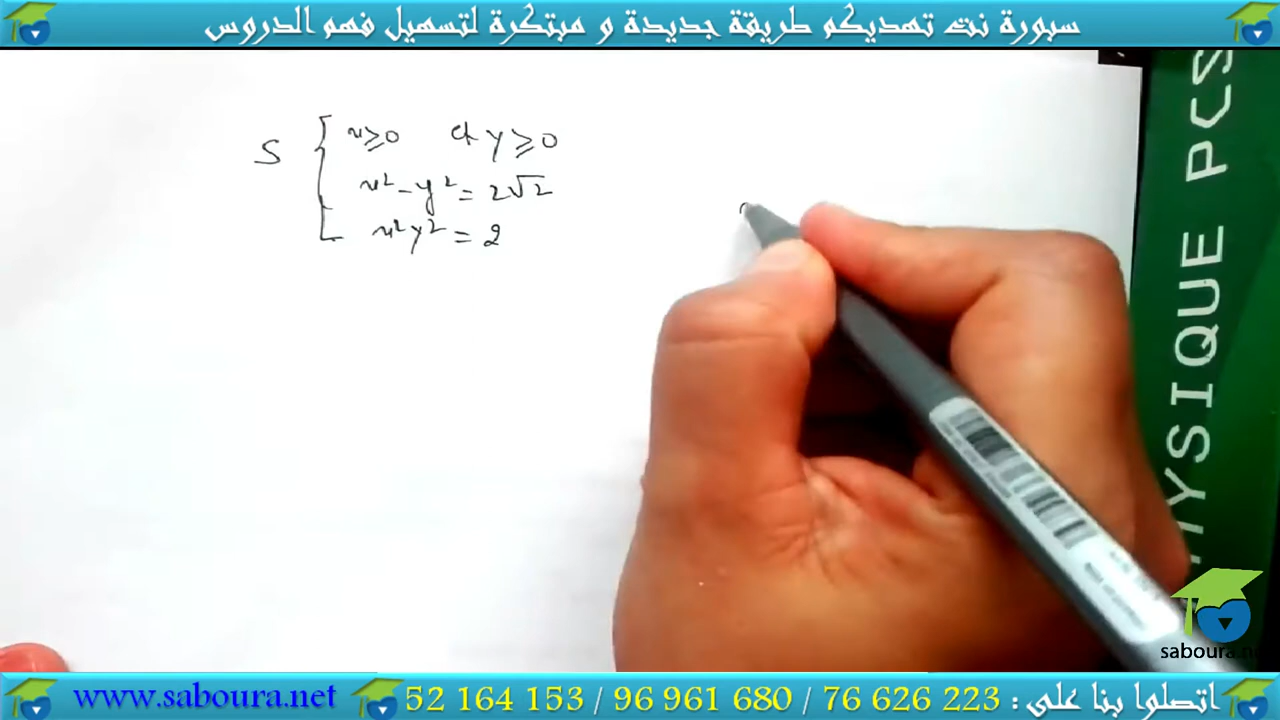 سبورة نت تهديكم طريقة جديدة و مبتكرة لتسهيل فهم الدروس
S { x ≥ 0 et y ≥ 0
x² - y² = 2√2
x²y² = 2
PHYSIQUE PCS
saboura.net
www.saboura.net 52 164 153 / 96 961 680 / 76 626 223 : اتصلوا بنا على